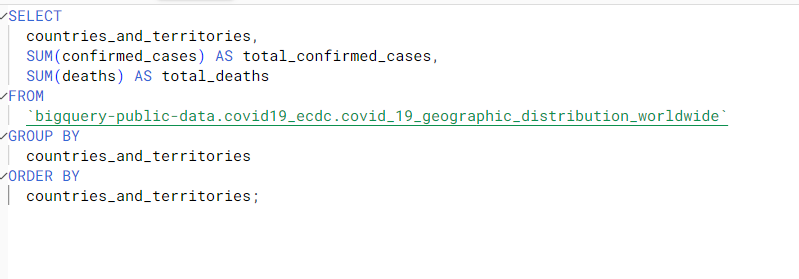 SELECT
countries_and_territories,
SUM(confirmed_cases) AS total_confirmed_cases,
SUM(deaths) AS total_deaths
FROM
`bigquery-public-data.covid19_ecdc.covid_19_geographic_distribution_worldwide`
GROUP BY
countries_and_territories
ORDER BY
countries_and_territories;